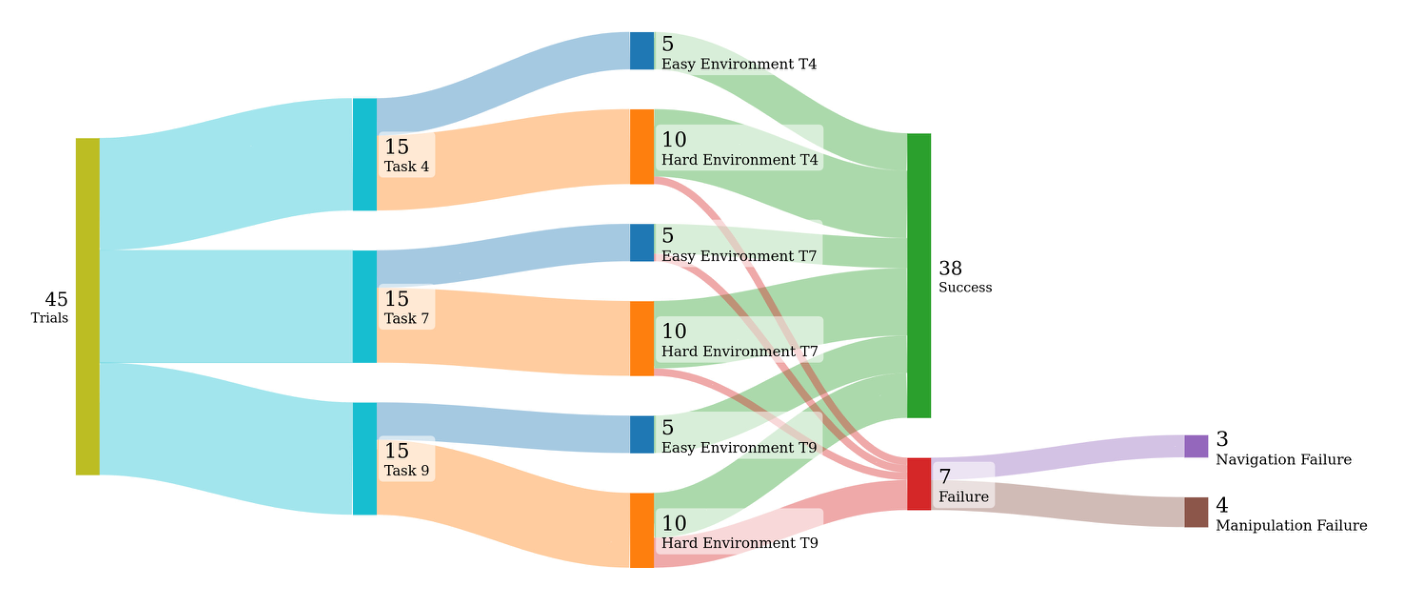 45
Trials
15
Task 4
15
Task 7
15
Task 9
5
Easy Environment T4
10
Hard Environment T4
5
Easy Environment T7
10
Hard Environment T7
5
Easy Environment T9
10
Hard Environment T9
38
Success
7
Failure
3
Navigation Failure
4
Manipulation Failure